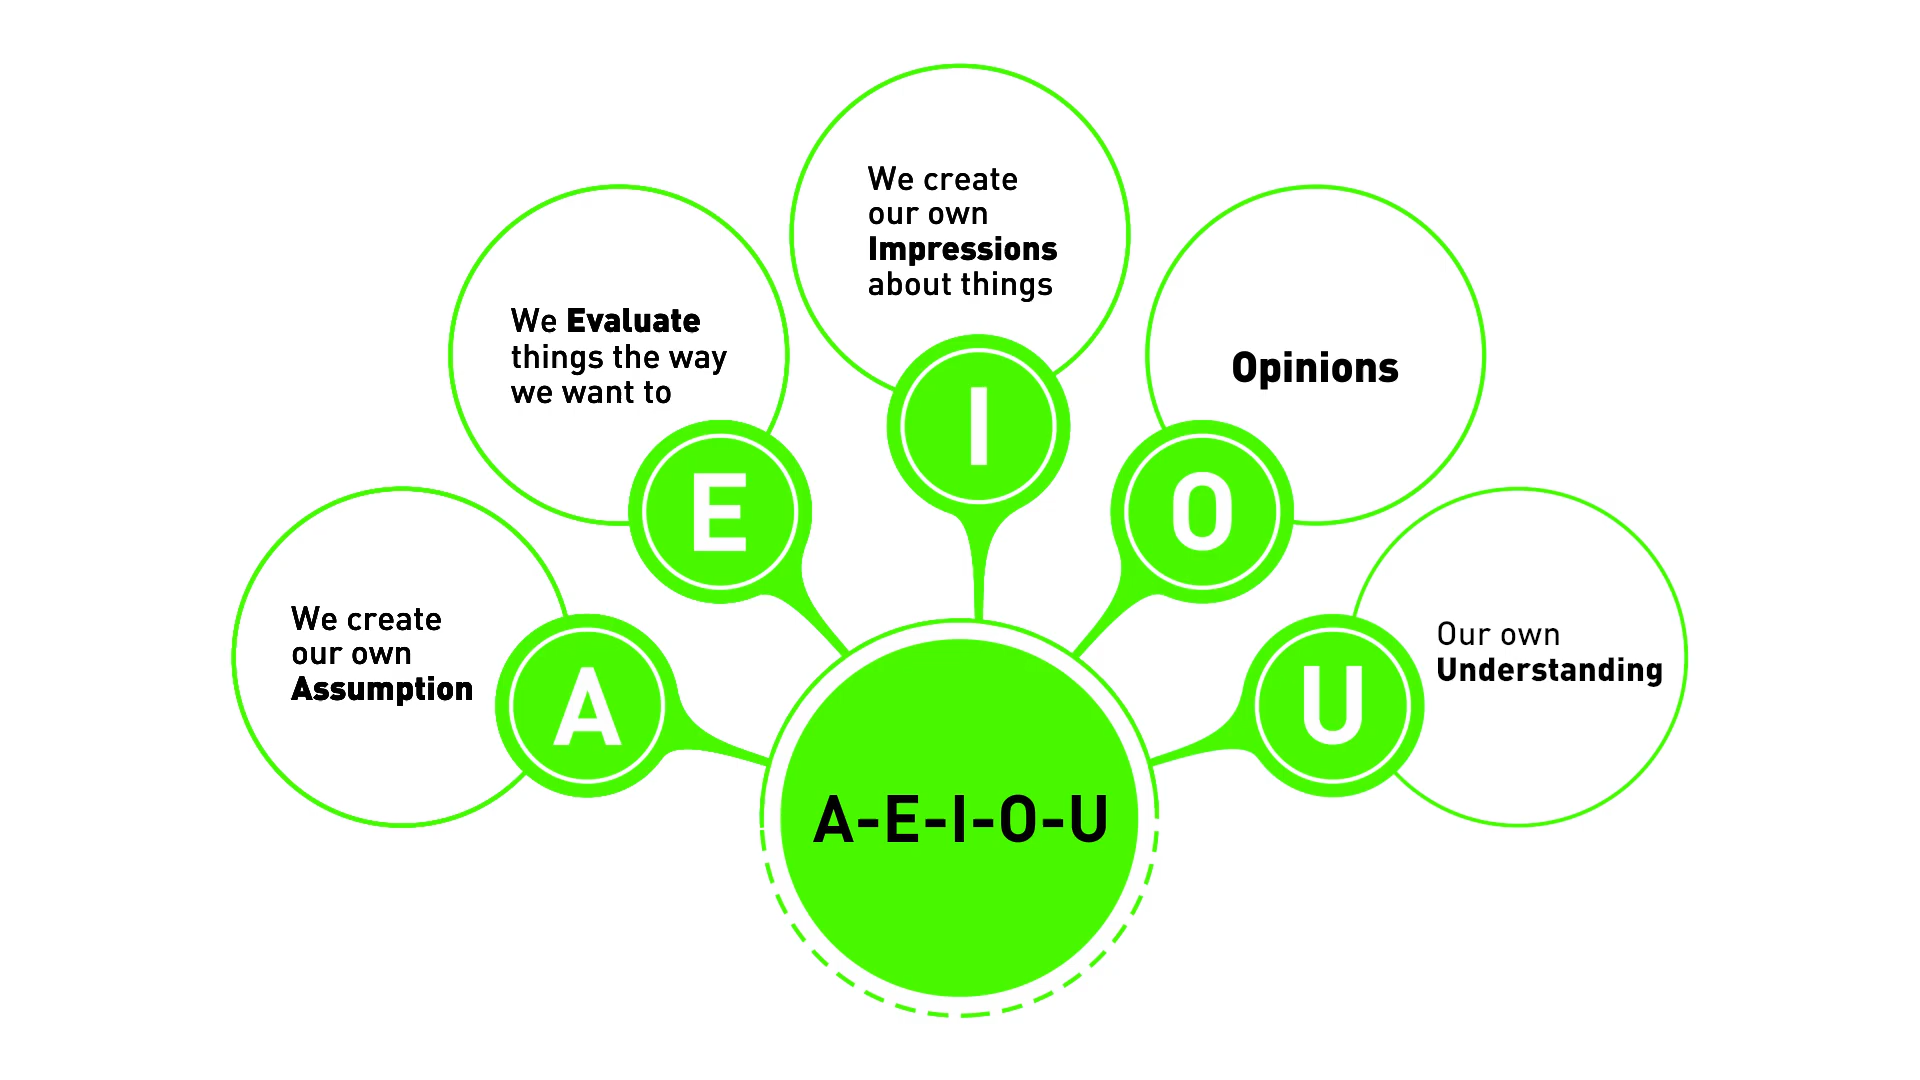 We create
our own
Assumption
A
We Evaluate
things the way
we want to
E
We create
our own
Impressions
about things
I
Opinions
O
Our own
Understanding
U
A-E-I-O-U